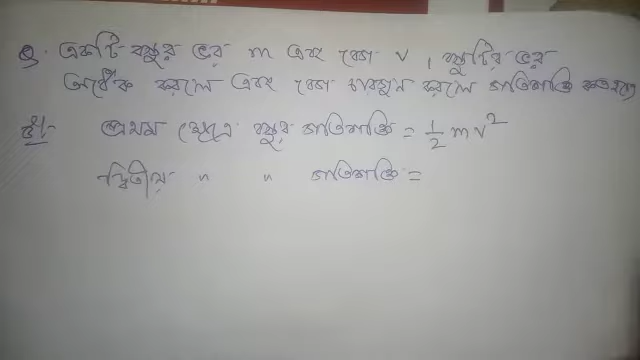 Q. একটি বস্তুর ভর m এবং বেগ v, বস্তুটির ভর
অর্ধেক করলে এবং বেগ দ্বিগুন করলে গতিশক্তি কত হবে
উঃ- প্রথম ক্ষেত্রে বস্তুর গতিশক্তি = 1/2 mv²
দ্বিতীয় " " গতিশক্তি =